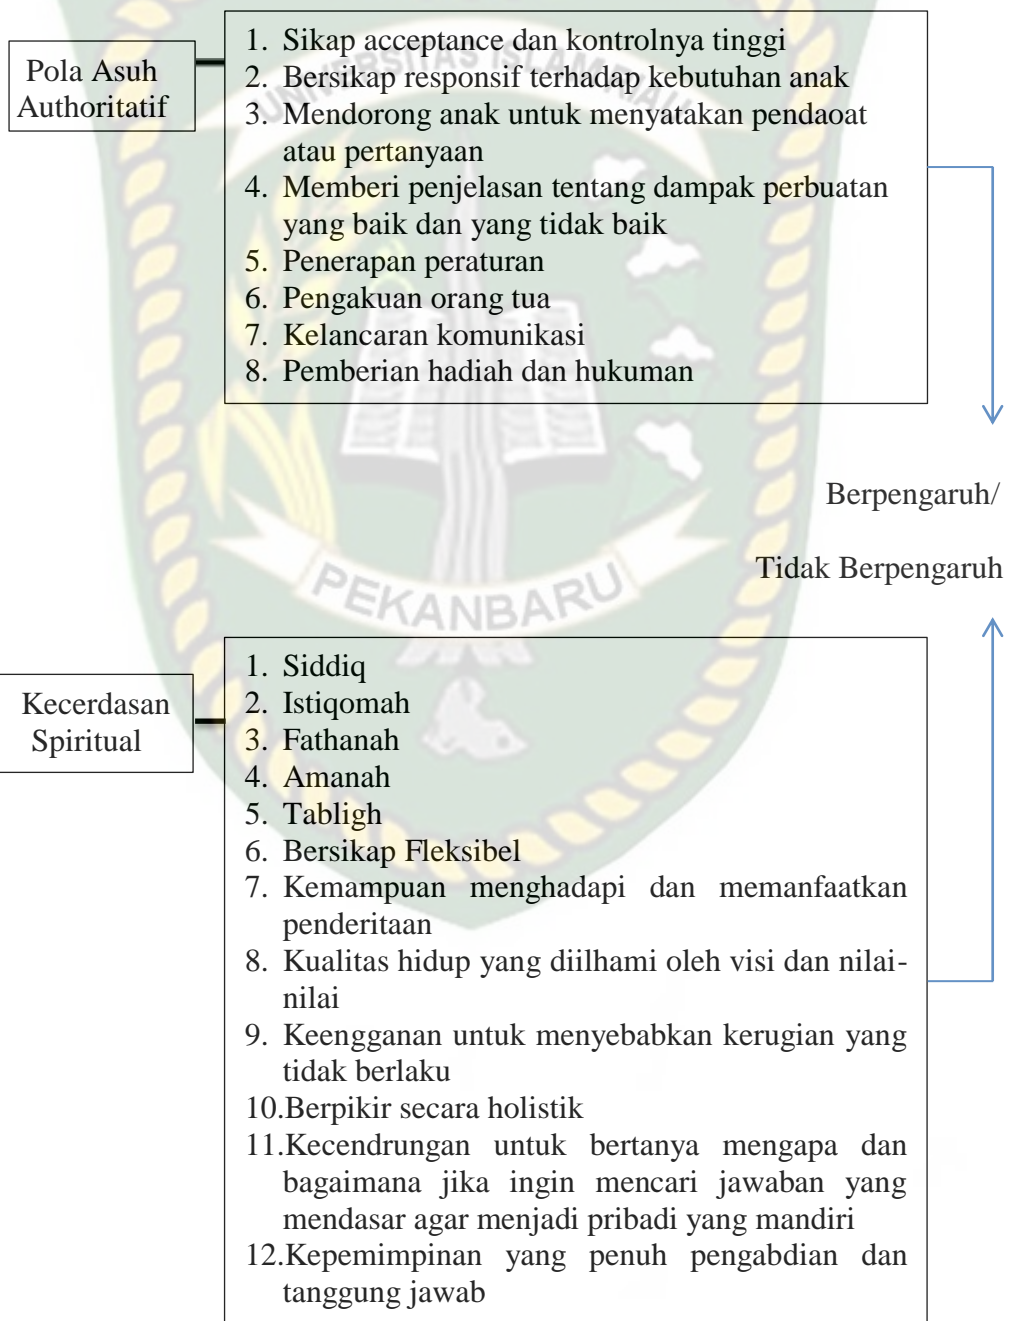 Pola Asuh
Authoritatif
1. Sikap acceptance dan kontrolnya tinggi
2. Bersikap responsif terhadap kebutuhan anak
3. Mendorong anak untuk menyatakan pendaoat
atau pertanyaan
4. Memberi penjelasan tentang dampak perbuatan
yang baik dan yang tidak baik
5. Penerapan peraturan
6. Pengakuan orang tua
7. Kelancaran komunikasi
8. Pemberian hadiah dan hukuman
UNIVERSITAS ISLAM RIAU
Berpengaruh/
Tidak Berpengaruh
PEKANBARU
Kecerdasan
Spiritual
1. Siddiq
2. Istiqomah
3. Fathanah
4. Amanah
5. Tabligh
6. Bersikap Fleksibel
7. Kemampuan menghadapi dan memanfaatkan
penderitaan
8. Kualitas hidup yang diilhami oleh visi dan nilai-
nilai
9. Keengganan untuk menyebabkan kerugian yang
tidak berlaku
10.Berpikir secara holistik
11.Kecendrungan untuk bertanya mengapa dan
bagaimana jika ingin mencari jawaban yang
mendasar agar menjadi pribadi yang mandiri
12.Kepemimpinan yang penuh pengabdian dan
tanggung jawab